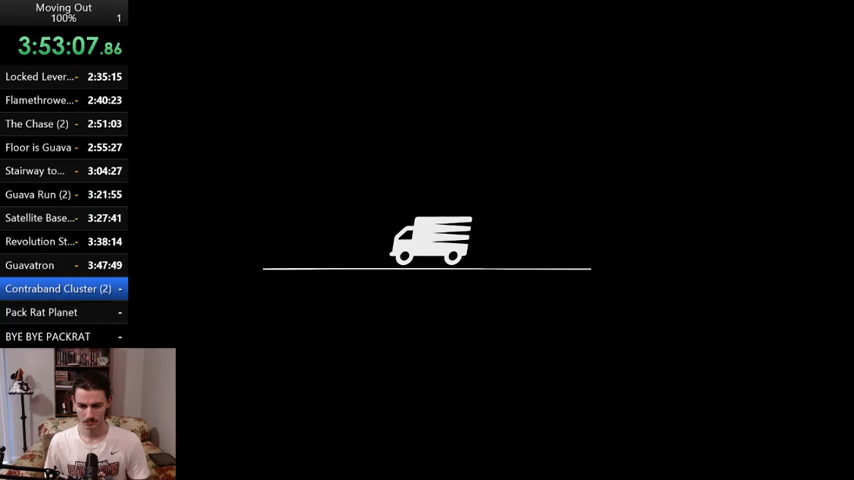 Moving Out
100% 1
3:53:07.86
Locked Lever...- 2:35:15
Flamethrowe...- 2:40:23
The Chase (2) - 2:51:03
Floor is Guava - 2:55:27
Stairway to... - 3:04:27
Guava Run (2) - 3:21:55
Satellite Base...- 3:27:41
Revolution St...- 3:38:14
Guavatron - 3:47:49
Contraband Cluster (2) -
Pack Rat Planet -
BYE BYE PACKRAT -